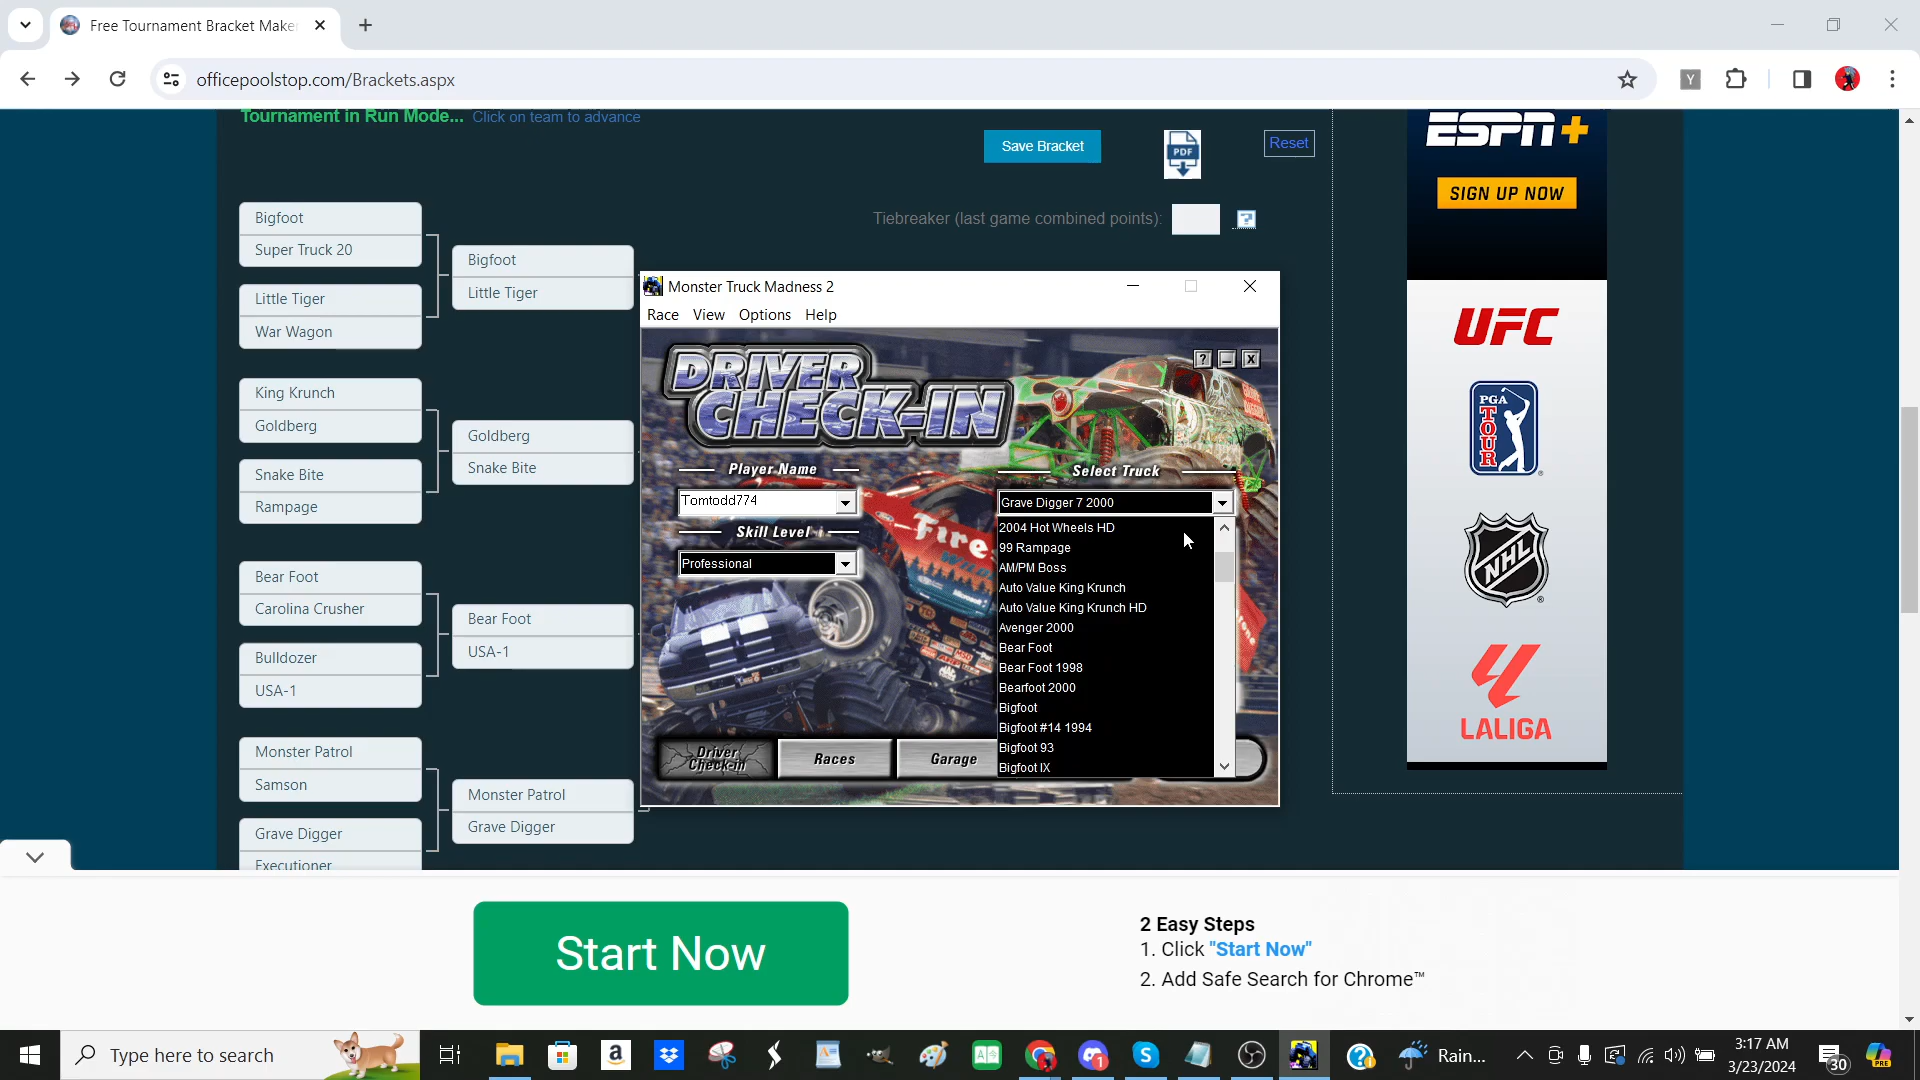 Free Tournament Bracket Make
officepoolstop.com/Brackets.aspx
Y
Tournament in Run Mode... Click on team to advance
Save Bracket
PDF
Reset
Tiebreaker (last game combined points):
?
Bigfoot
Super Truck 20
Little Tiger
War Wagon
King Krunch
Goldberg
Snake Bite
Rampage
Bear Foot
Carolina Crusher
Bulldozer
USA-1
Monster Patrol
Samson
Grave Digger
Executioner
Bigfoot
Little Tiger
Goldberg
Snake Bite
Bear Foot
USA-1
Monster Patrol
Grave Digger
Monster Truck Madness 2
Race View Options Help
DRIVER
CHECK-IN
? _ X
Player Name
Tomtodd774
Skill Level
Professional
Select Truck
Grave Digger 7 2000
2004 Hot Wheels HD
99 Rampage
AM/PM Boss
Auto Value King Krunch
Auto Value King Krunch HD
Avenger 2000
Bear Foot
Bear Foot 1998
Bearfoot 2000
Bigfoot
Bigfoot #14 1994
Bigfoot 93
Bigfoot IX
Fire
Driver
Check-in
Races
Garage
ESPN+
SIGN UP NOW
UFC
PGA
TOUR
NHL
LALIGA
Start Now
2 Easy Steps
1. Click "Start Now"
2. Add Safe Search for Chrome™
Type here to search
Rain...
3:17 AM
3/23/2024
30
PRE
1